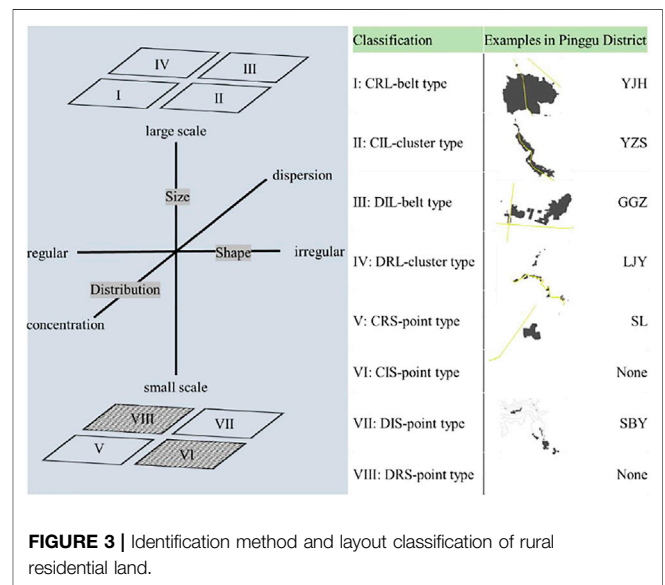 IV
III
I
II
large scale
dispersion
Size
regular
Shape
irregular
Distribution
concentration
small scale
VIII
VII
V
VI
Classification Examples in Pinggu District
I: CRL-belt type YJH
II: CIL-cluster type YZS
III: DIL-belt type GGZ
IV: DRL-cluster type LJY
V: CRS-point type SL
VI: CIS-point type None
VII: DIS-point type SBY
VIII: DRS-point type None
FIGURE 3 | Identification method and layout classification of rural
residential land.